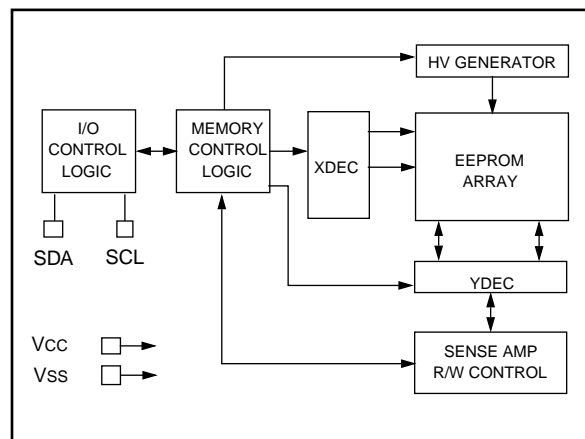 HV GENERATOR
I/O
CONTROL
LOGIC
MEMORY
CONTROL
LOGIC
XDEC
EEPROM
ARRAY
SDA
SCL
YDEC
VCC
VSS
SENSE AMP
R/W CONTROL